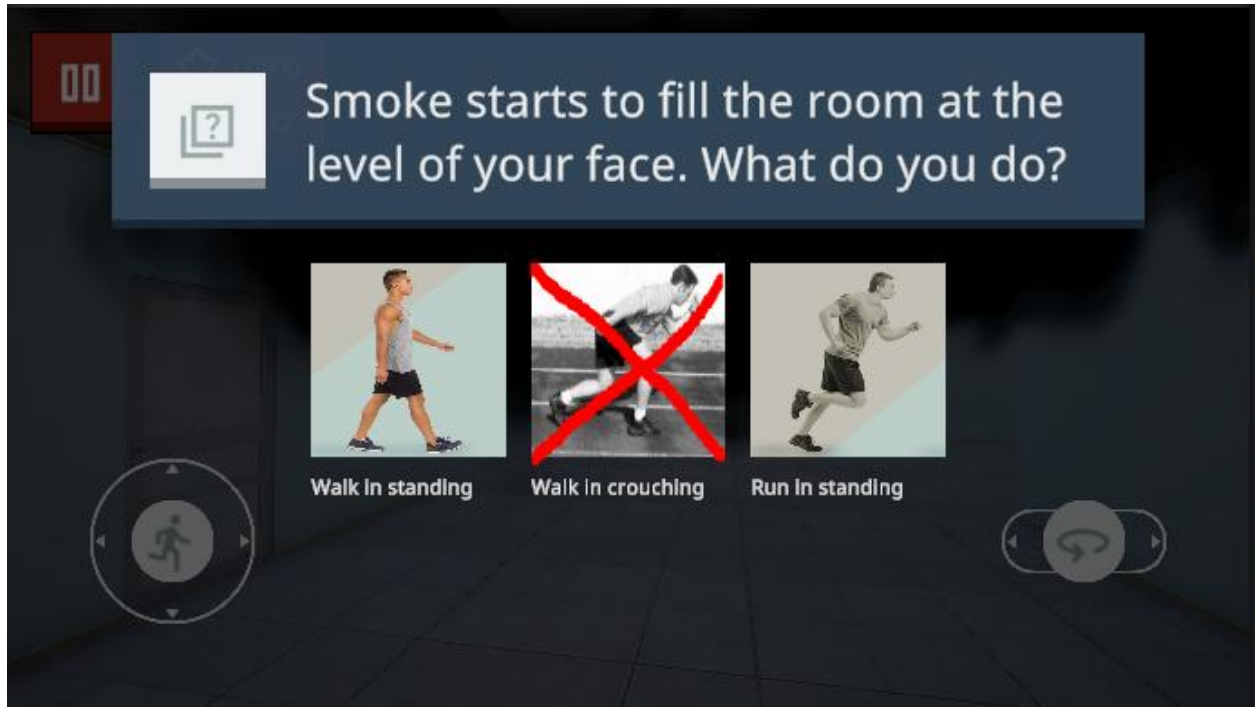 Smoke starts to fill the room at the
level of your face. What do you do?
Walk in standing
Walk in crouching
Run in standing